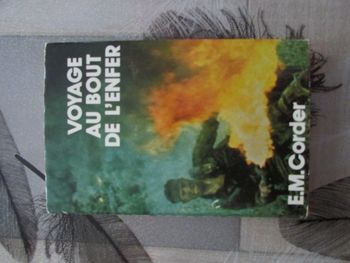 VOYAGE
AU BOUT
DE L'ENFER
E.M.Corder